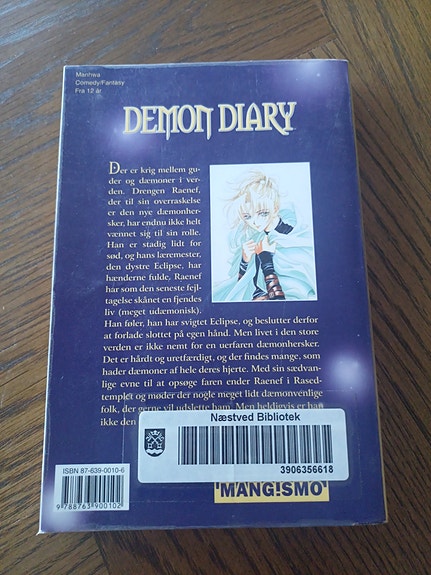 Manhwa
Comedy/Fantasy
Fra 12 år
DEMON DIARY
Der er krig mellem gu-
der og dæmoner i ver-
den. Drengen Raenef,
der til sin overraskelse
er den nye dæmonher-
sker, har endnu ikke helt
vænnet sig til sin rolle.
Han er stadig lidt for
sød, og hans læremester,
den dystre Eclipse, har
hænderne fulde. Raenef
har som den seneste fejl-
tagelse skånet en fjendes
liv (meget udæmonisk).
Han føler, han har svigtet Eclipse, og beslutter derfor
at forlade slottet på egen hånd. Men livet i den store
verden er ikke nemt for en uerfaren dæmonhersker.
Det er hårdt og uretfærdigt, og der findes mange, som
hader dæmoner af hele deres hjerte. Med sin sædvan-
lige evne til at opsøge faren ender Raenef i Rased-
templet og møder der nogle meget lidt dæmonvenlige
folk, der gerne vil udslette ham. Men heldigvis er han
ikke den
Næstved Bibliotek
3906356618
ISBN 87-639-0010-6
9 788763 900102
MANG!SMO